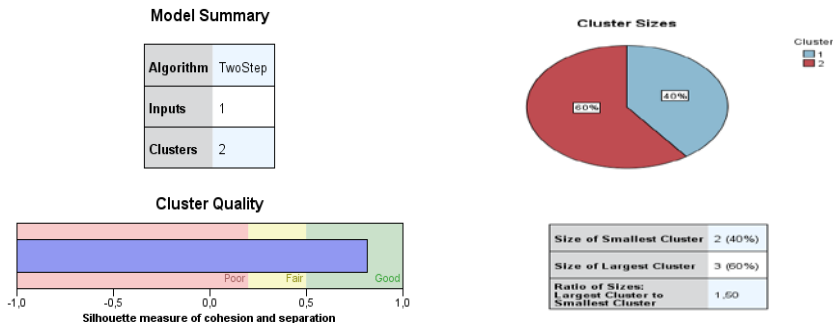 Model Summary
Algorithm TwoStep
Inputs 1
Clusters 2
Cluster Quality
Poor Fair Good
-1,0 -0,5 0,0 0,5 1,0
Silhouette measure of cohesion and separation
Cluster Sizes
Cluster
1
2
60%
40%
Size of Smallest Cluster 2 (40%)
Size of Largest Cluster 3 (60%)
Ratio of Sizes:
Largest Cluster to
Smallest Cluster
1,50